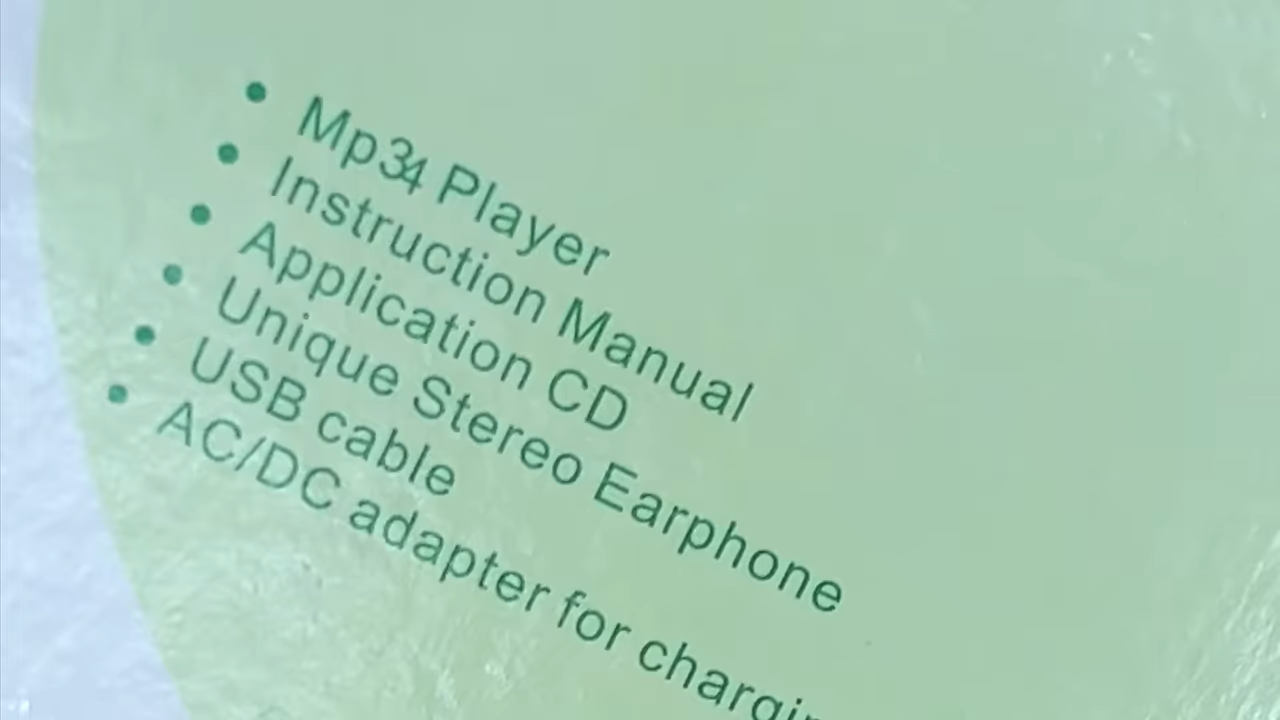 • Mp34 Player
• Instruction Manual
• Application CD
• Unique Stereo Earphone
• USB cable
• AC/DC adapter for